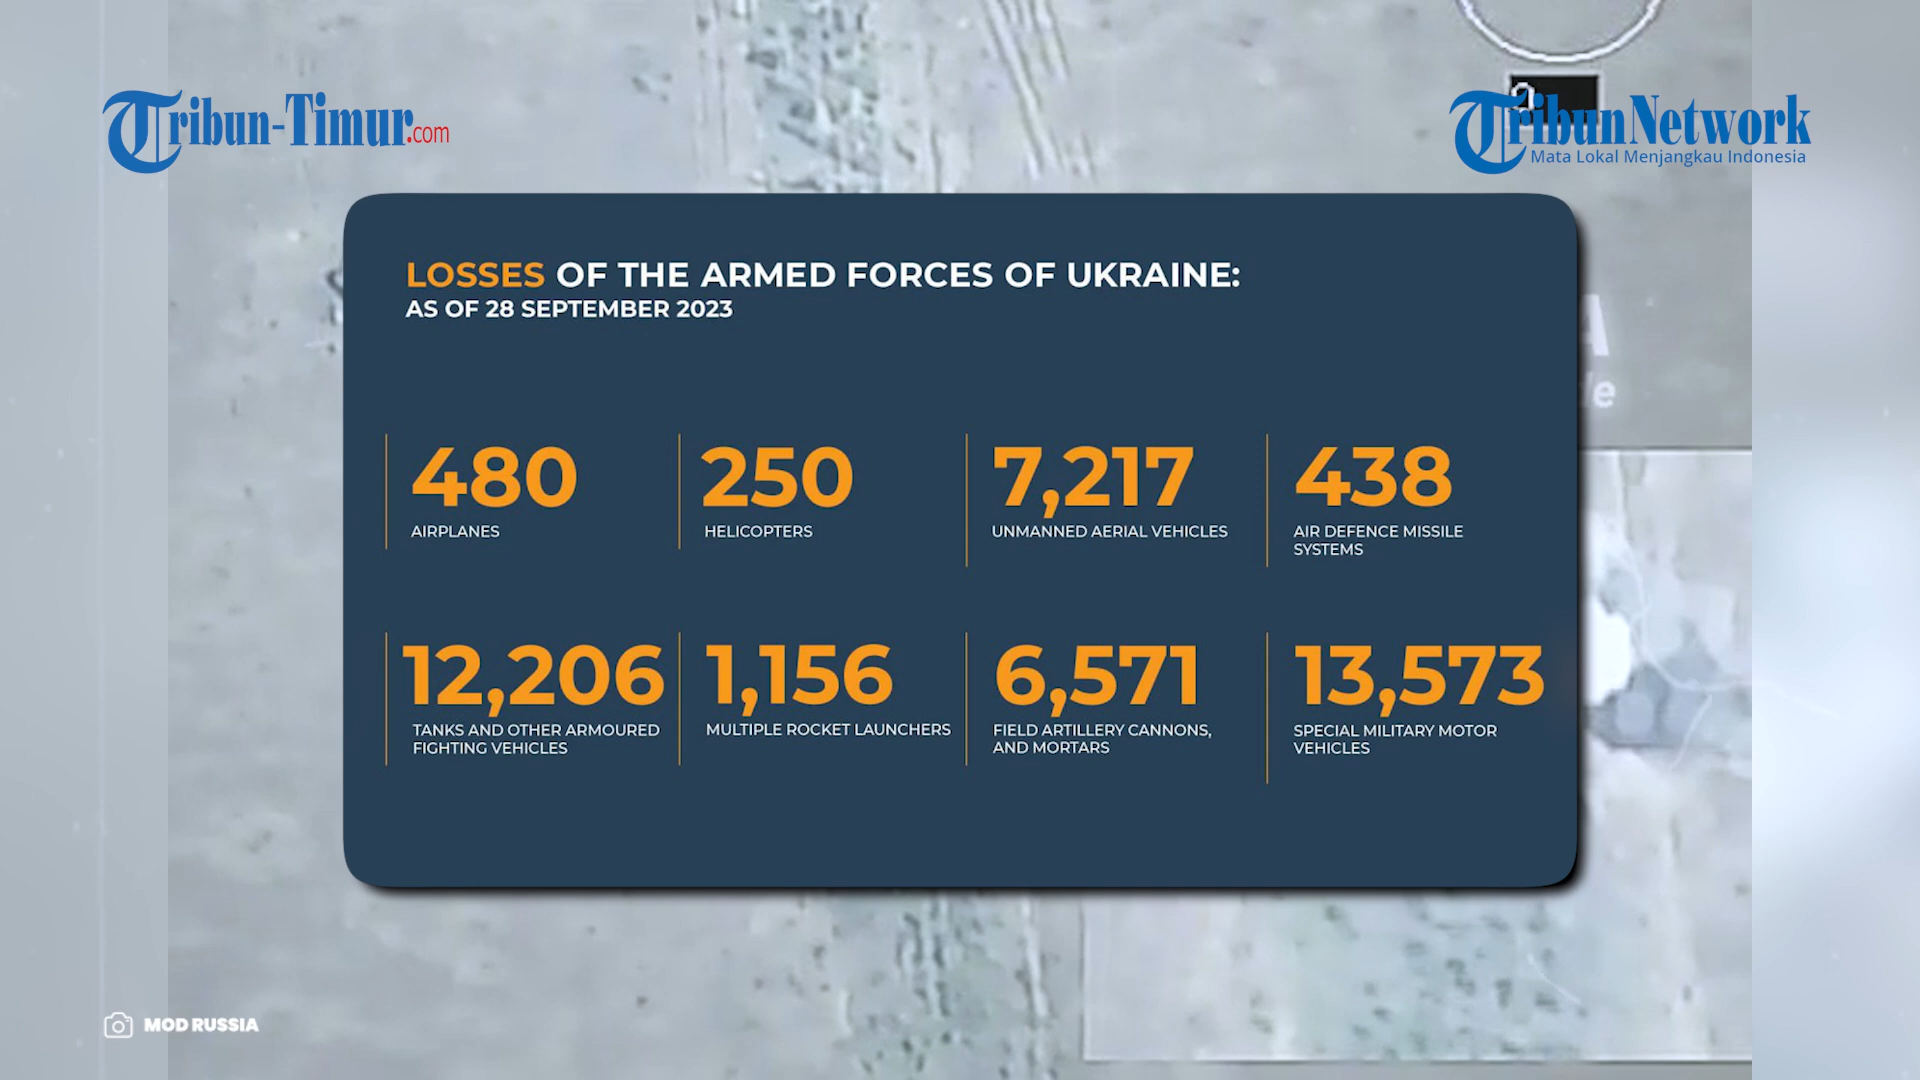 Tribun-Timur.com
TribunNetwork
Mata Lokal Menjangkau Indonesia
LOSSES OF THE ARMED FORCES OF UKRAINE:
AS OF 28 SEPTEMBER 2023
480
AIRPLANES
250
HELICOPTERS
7,217
UNMANNED AERIAL VEHICLES
438
AIR DEFENCE MISSILE
SYSTEMS
12,206
TANKS AND OTHER ARMOURED
FIGHTING VEHICLES
1,156
MULTIPLE ROCKET LAUNCHERS
6,571
FIELD ARTILLERY CANNONS,
AND MORTARS
13,573
SPECIAL MILITARY MOTOR
VEHICLES
MOD RUSSIA